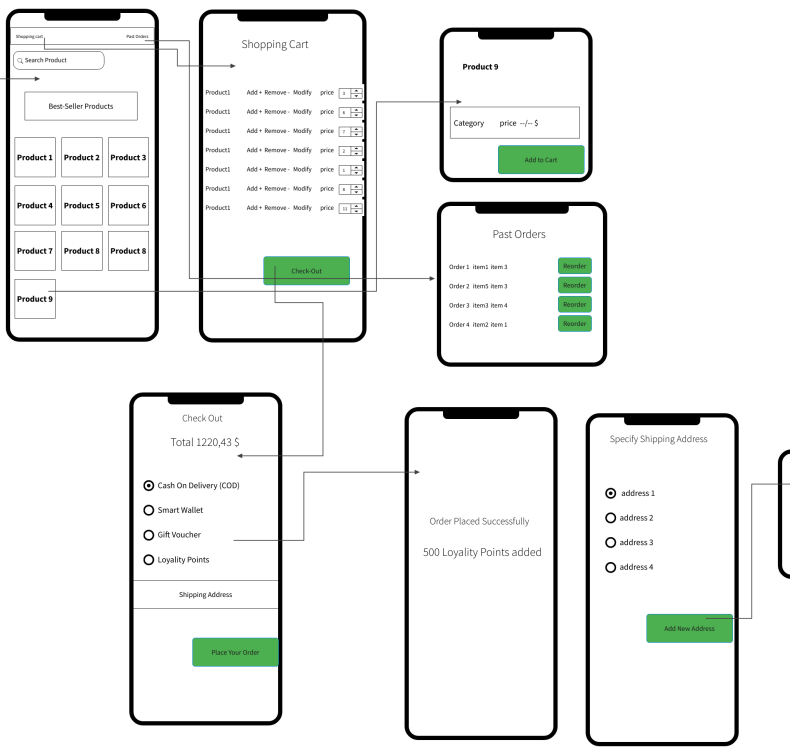 Shopping cart Past Orders
Search Product
Best-Seller Products
Product 1 Product 2 Product 3
Product 4 Product 5 Product 6
Product 7 Product 8 Product 8
Product 9
Shopping Cart
Product1 Add + Remove - Modify price 3
Product1 Add + Remove - Modify price 6
Product1 Add + Remove - Modify price 7
Product1 Add + Remove - Modify price 2
Product1 Add + Remove - Modify price 1
Product1 Add + Remove - Modify price 8
Product1 Add + Remove - Modify price 11
Check-Out
Product 9
Category price --/-- $
Add to Cart
Past Orders
Order 1 item1 item 3 Reorder
Order 2 item5 item 3 Reorder
Order 3 item3 item 4 Reorder
Order 4 item2 item 1 Reorder
Check Out
Total 1220,43 $
Cash On Delivery (COD)
Smart Wallet
Gift Voucher
Loyality Points
Shipping Address
Place Your Order
Order Placed Successfully
500 Loyality Points added
Specify Shipping Address
address 1
address 2
address 3
address 4
Add New Address